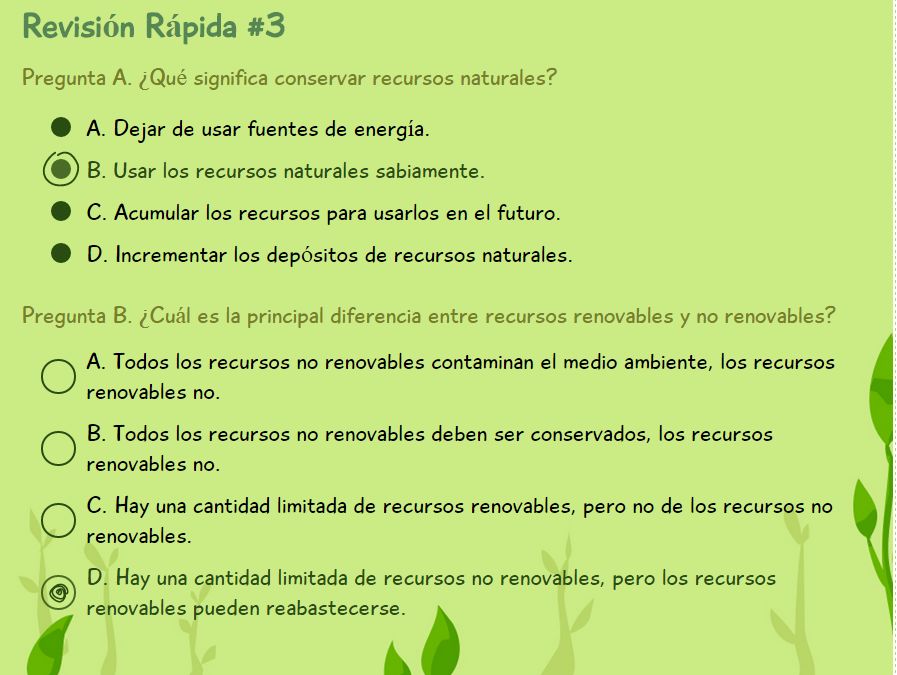 Revisión Rápida #3
Pregunta A. ¿Qué significa conservar recursos naturales?
A. Dejar de usar fuentes de energía.
B. Usar los recursos naturales sabiamente.
C. Acumular los recursos para usarlos en el futuro.
D. Incrementar los depósitos de recursos naturales.
Pregunta B. ¿Cuál es la principal diferencia entre recursos renovables y no renovables?
A. Todos los recursos no renovables contaminan el medio ambiente, los recursos
renovables no.
B. Todos los recursos no renovables deben ser conservados, los recursos
renovables no.
C. Hay una cantidad limitada de recursos renovables, pero no de los recursos no
renovables.
D. Hay una cantidad limitada de recursos no renovables, pero los recursos
renovables pueden reabastecerse.